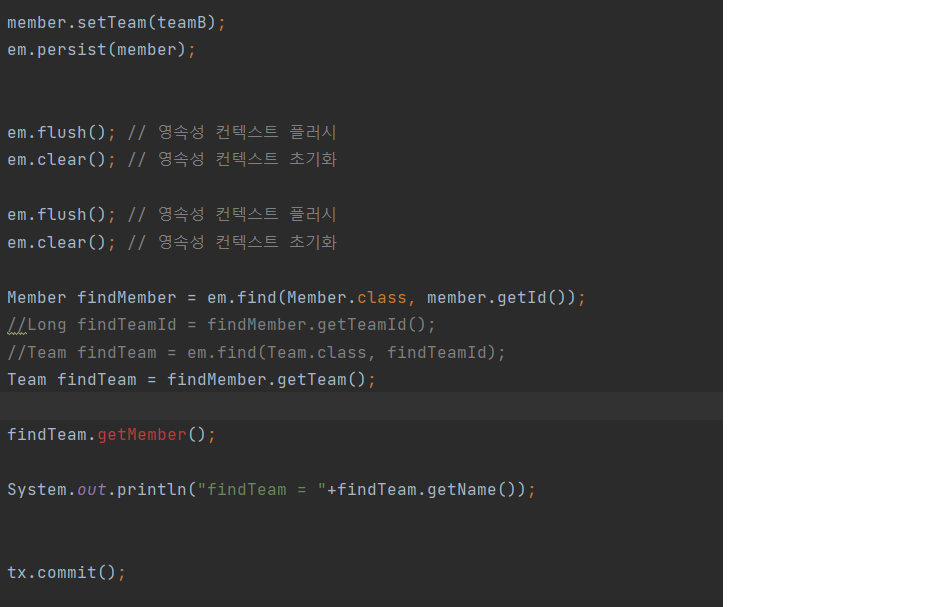 member.setTeam(teamB);
em.persist(member);
em.flush(); // 영속성 컨텍스트 플러시
em.clear(); // 영속성 컨텍스트 초기화
em.flush(); // 영속성 컨텍스트 플러시
em.clear(); // 영속성 컨텍스트 초기화
Member findMember = em.find(Member.class, member.getId());
//Long findTeamId = findMember.getTeamId();
//Team findTeam = em.find(Team.class, findTeamId);
Team findTeam = findMember.getTeam();
findTeam.getMember();
System.out.println("findTeam = "+findTeam.getName());
tx.commit();